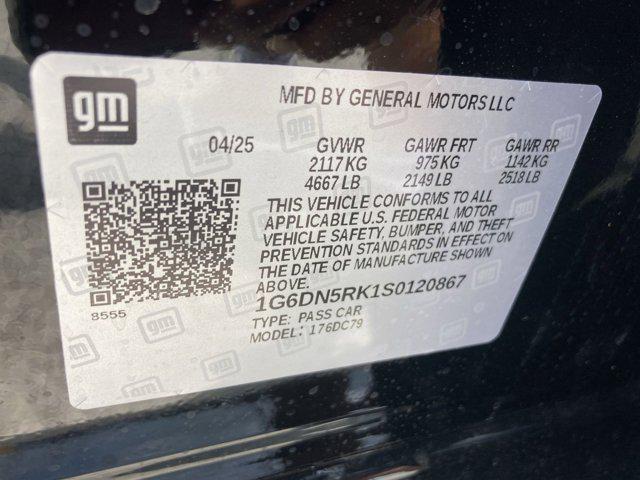 gm
MFD BY GENERAL MOTORS LLC
04/25 GVWR GAWR FRT GAWR RR
2117 KG 975 KG 1142 KG
4667 LB 2149 LB 2518 LB
THIS VEHICLE CONFORMS TO ALL
APPLICABLE U.S. FEDERAL MOTOR
VEHICLE SAFETY, BUMPER, AND THEFT
PREVENTION STANDARDS IN EFFECT ON
THE DATE OF MANUFACTURE SHOWN
ABOVE.
1G6DN5RK1S0120867
8555
TYPE: PASS CAR
MODEL: 176DC79